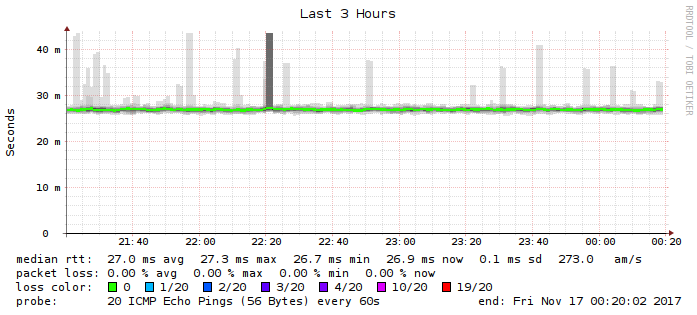 Last 3 Hours
RRDTOOL / TOBI OETIKER
Seconds
40 m
30 m
20 m
10 m
0
21:40 22:00 22:20 22:40 23:00 23:20 23:40 00:00 00:20
median rtt: 27.0 ms avg 27.3 ms max 26.7 ms min 26.9 ms now 0.1 ms sd 273.0 am/s
packet loss: 0.00 % avg 0.00 % max 0.00 % min 0.00 % now
loss color: 0 1/20 2/20 3/20 4/20 10/20 19/20
probe: 20 ICMP Echo Pings (56 Bytes) every 60s end: Fri Nov 17 00:20:02 2017